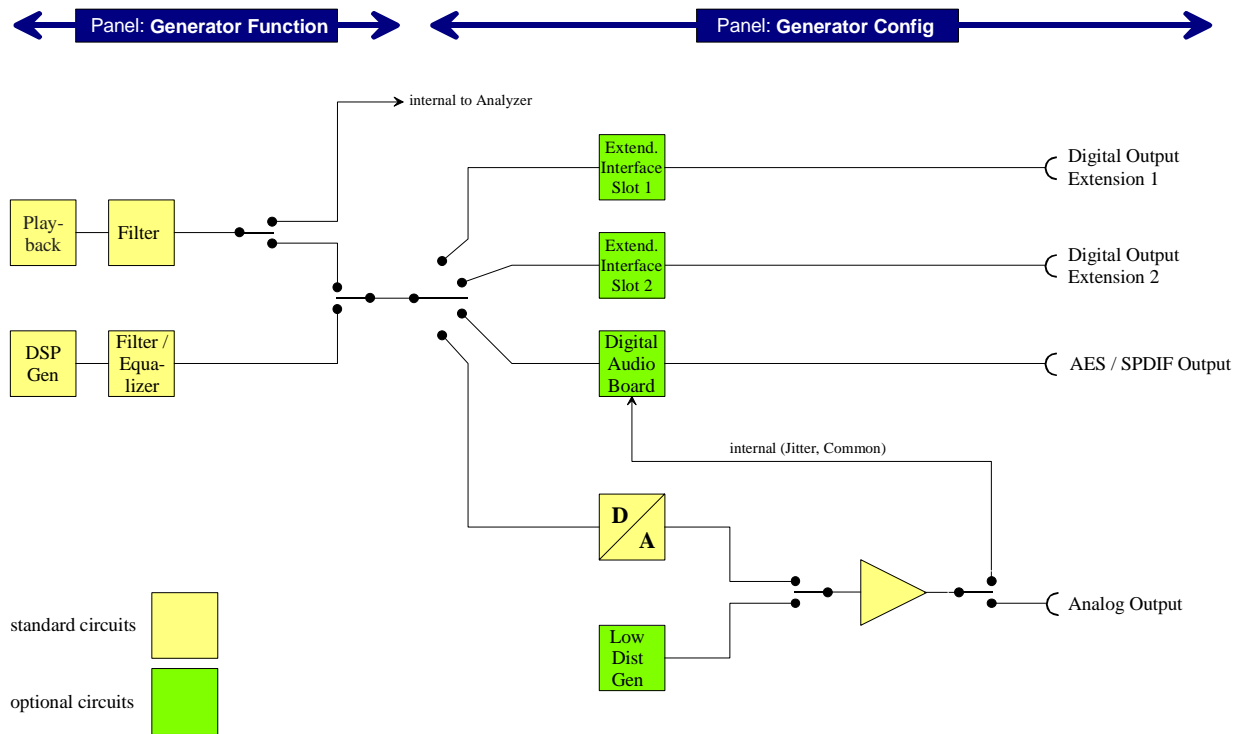 Panel: Generator Function
Panel: Generator Config
internal to Analyzer
Extend.
Interface
Slot 1
Digital Output
Extension 1
Play-
back
Filter
Extend.
Interface
Slot 2
Digital Output
Extension 2
DSP
Gen
Filter /
Equa-
lizer
Digital
Audio
Board
AES / SPDIF Output
internal (Jitter, Common)
D
A
Analog Output
standard circuits
Low
Dist
Gen
optional circuits